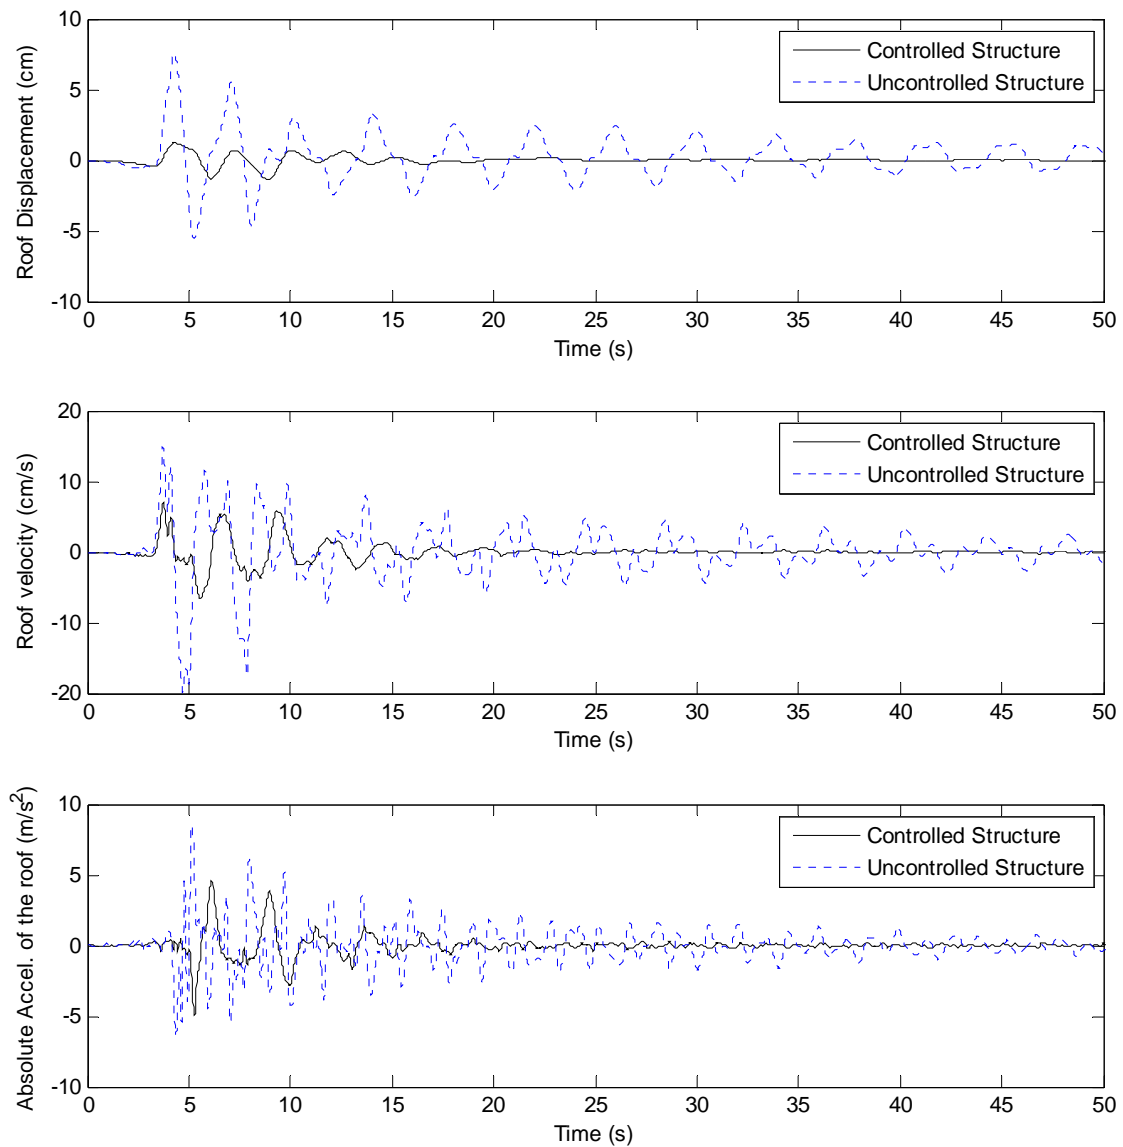 10
5
0
-5
-10
Roof Displacement (cm)
Controlled Structure
Uncontrolled Structure
0 5 10 15 20 25 30 35 40 45 50
Time (s)
20
10
0
-10
-20
Roof velocity (cm/s)
Controlled Structure
Uncontrolled Structure
0 5 10 15 20 25 30 35 40 45 50
Time (s)
10
5
0
-5
-10
Absolute Accel. of the roof (m/s²)
Controlled Structure
Uncontrolled Structure
0 5 10 15 20 25 30 35 40 45 50
Time (s)